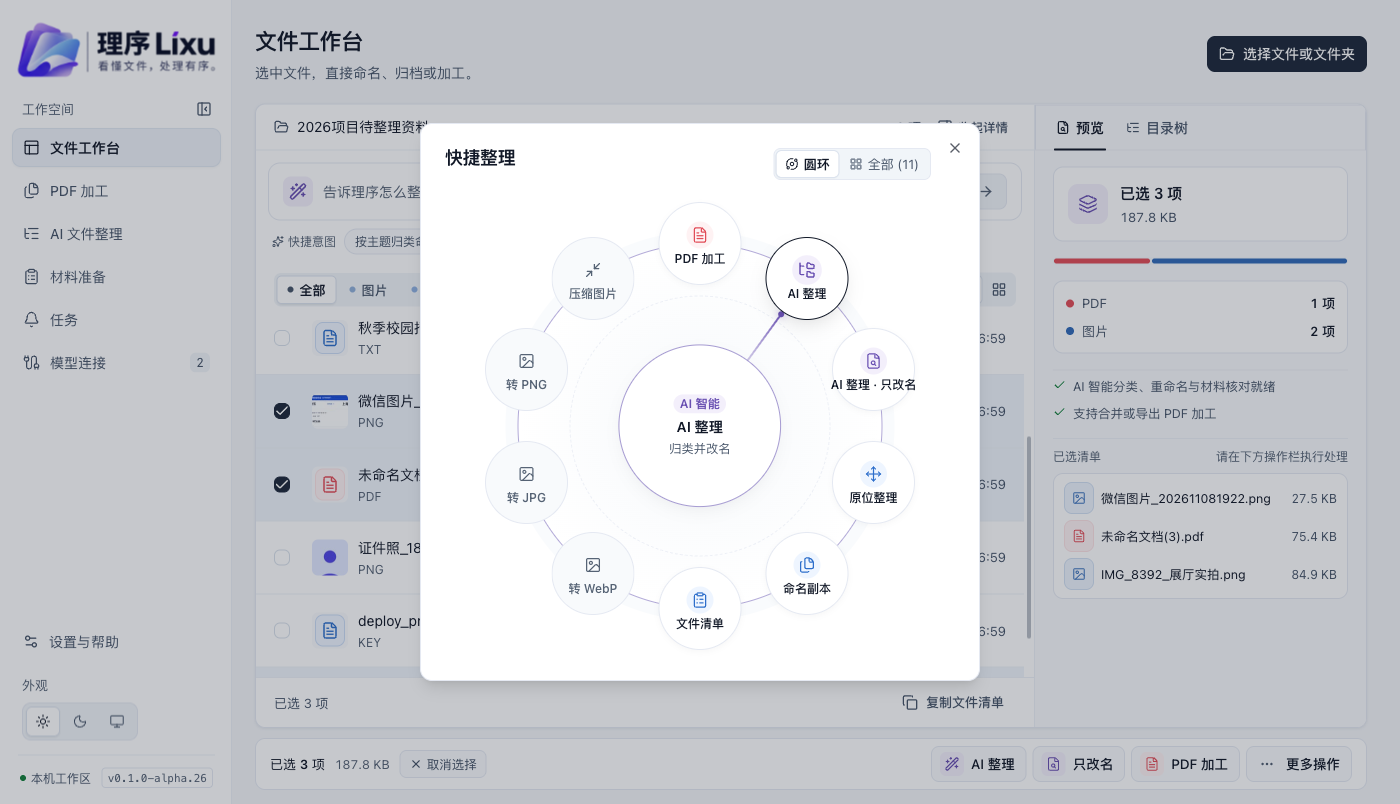 理序 Lixu
看懂文件，处理有序。
工作空间
文件工作台
PDF 加工
AI 文件整理
材料准备
任务
模型连接
2
设置与帮助
外观
本机工作区
v0.1.0-alpha.26
文件工作台
选中文件，直接命名、归档或加工。
选择文件或文件夹
2026项目待整理资料
起详情
告诉理序怎么整
快捷意图
按主题归类
全部
图片
秋季校园
TXT
6:59
微信图片_
PNG
6:59
未命名文
PDF
6:59
证件照_18
PNG
6:59
deploy_pr
KEY
6:59
已选 3 项
复制文件清单
快捷整理
圆环
全部 (11)
PDF 加工
AI 整理
AI 整理 · 只改名
原位整理
命名副本
文件清单
转 WebP
转 JPG
转 PNG
压缩图片
AI 智能
AI 整理
归类并改名
预览
目录树
已选 3 项
187.8 KB
PDF
1 项
图片
2 项
AI 智能分类、重命名与材料核对就绪
支持合并或导出 PDF 加工
已选清单
请在下方操作栏执行处理
微信图片_202611081922.png
27.5 KB
未命名文档(3).pdf
75.4 KB
IMG_8392_展厅实拍.png
84.9 KB
已选 3 项
187.8 KB
取消选择
AI 整理
只改名
PDF 加工
更多操作